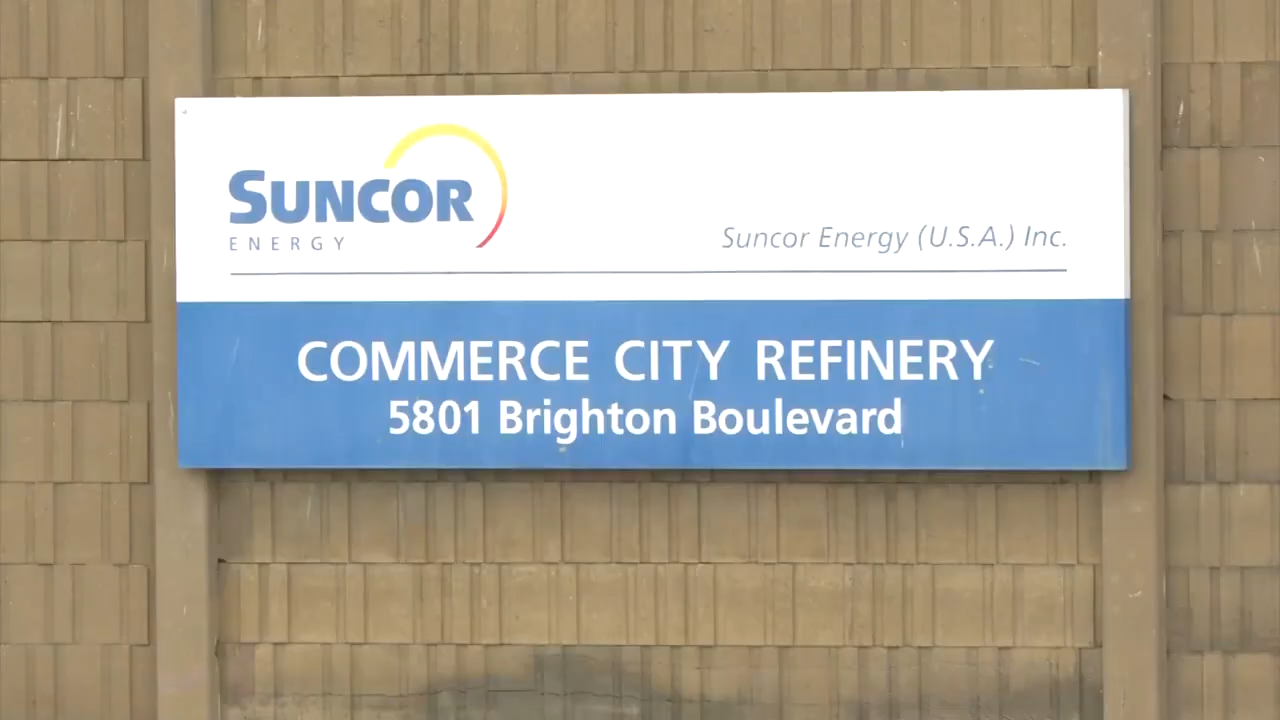 SUNCOR
ENERGY
Suncor Energy (U.S.A.) Inc.
COMMERCE CITY REFINERY
5801 Brighton Boulevard